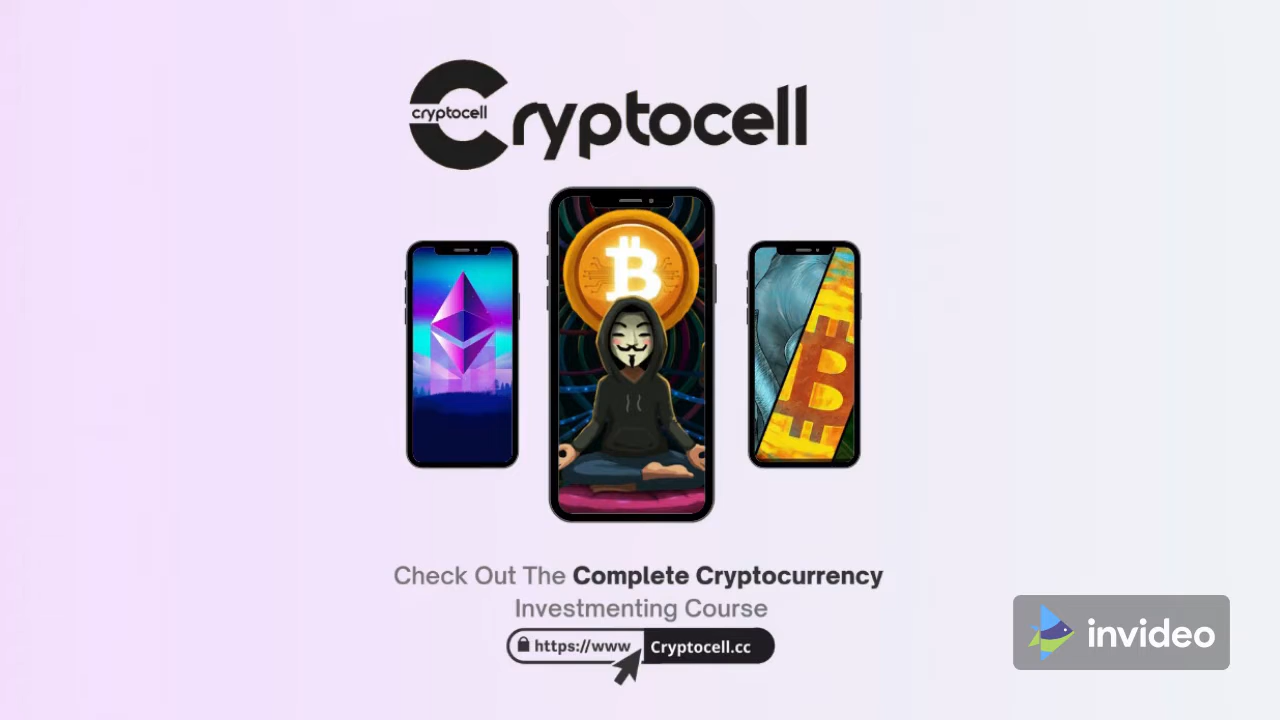 cryptocell
Cryptocell
Check Out The Complete Cryptocurrency
Investmenting Course
https://www Cryptocell.cc
invideo